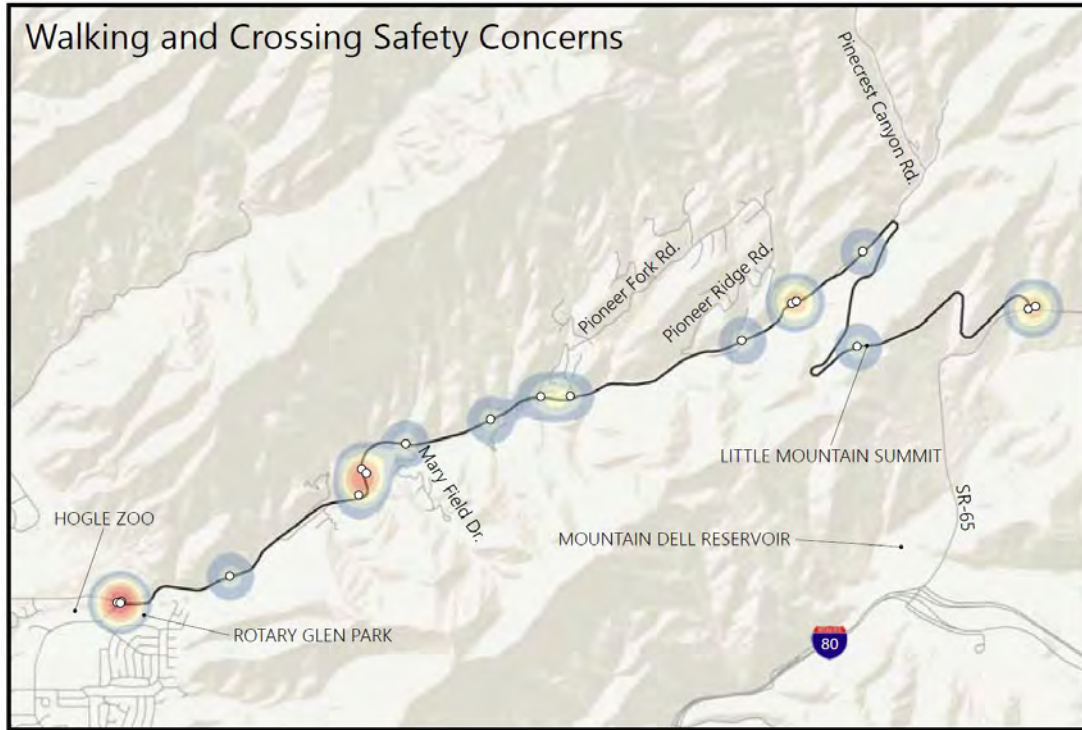 Walking and Crossing Safety Concerns
Pinecrest Canyon Rd.
Pioneer Fork Rd.
Pioneer Ridge Rd.
Mary Field Dr.
LITTLE MOUNTAIN SUMMIT
SR-65
HOGLE ZOO
MOUNTAIN DELL RESERVOIR
ROTARY GLEN PARK
80